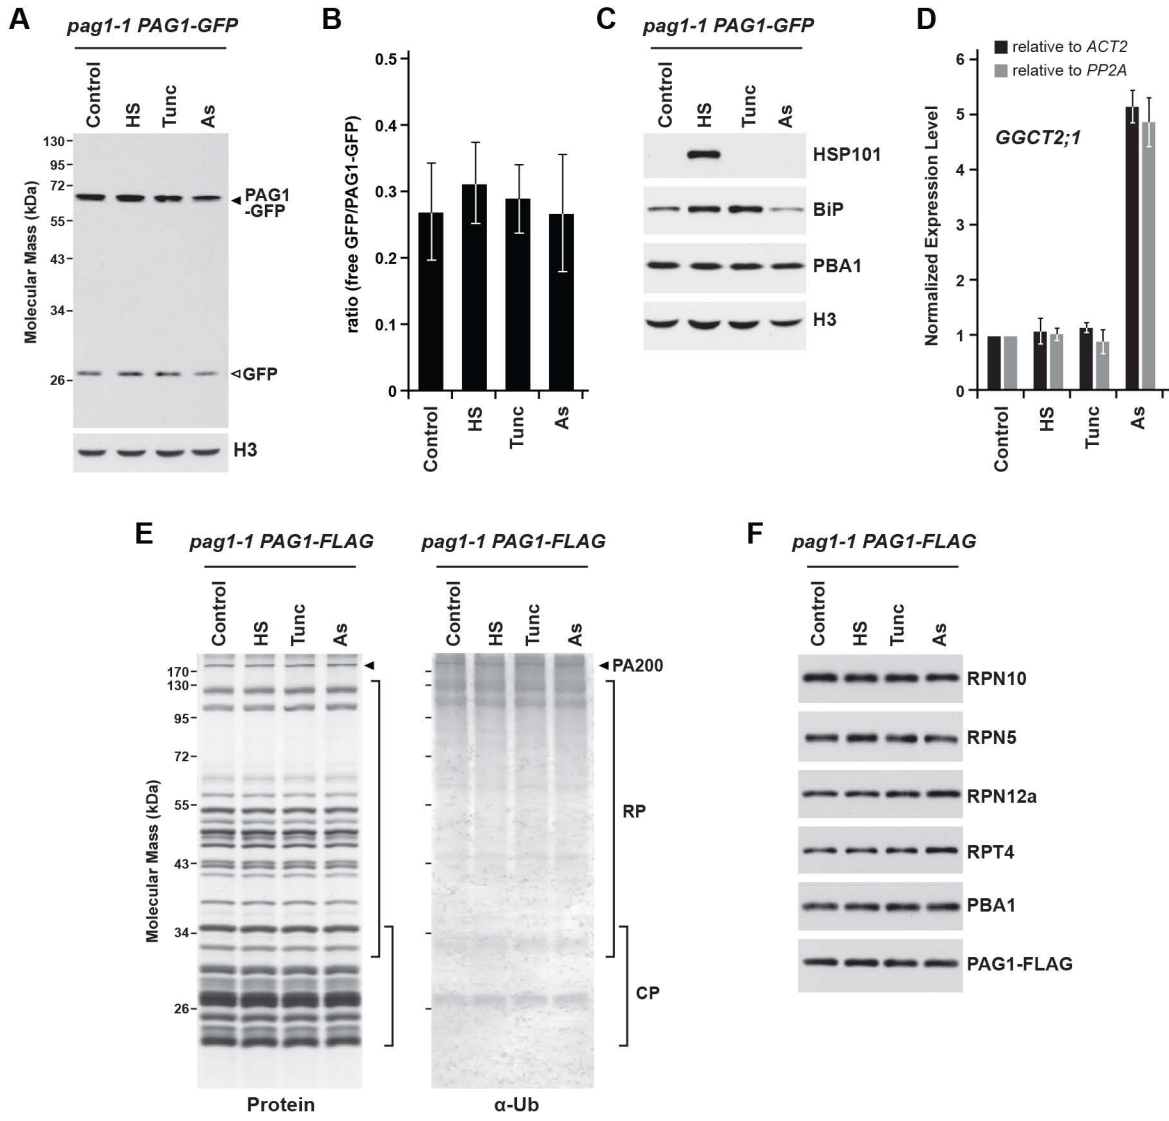 A
pag1-1 PAG1-GFP
Control
HS
Tunc
As
Molecular Mass (kDa)
130
95
72
55
43
34
26
PAG1
-GFP
GFP
H3
B
ratio (free GFP/PAG1-GFP)
0.5
0.4
0.3
0.2
0.1
0
Control
HS
Tunc
As
C
pag1-1 PAG1-GFP
Control
HS
Tunc
As
HSP101
BiP
PBA1
H3
D
relative to ACT2
relative to PP2A
GGCT2;1
Normalized Expression Level
6
5
4
3
2
1
0
Control
HS
Tunc
As
E
pag1-1 PAG1-FLAG
Control
HS
Tunc
As
Molecular Mass (kDa)
170
130
95
72
55
43
34
26
Protein
pag1-1 PAG1-FLAG
Control
HS
Tunc
As
PA200
RP
CP
α-Ub
F
pag1-1 PAG1-FLAG
Control
HS
Tunc
As
RPN10
RPN5
RPN12a
RPT4
PBA1
PAG1-FLAG